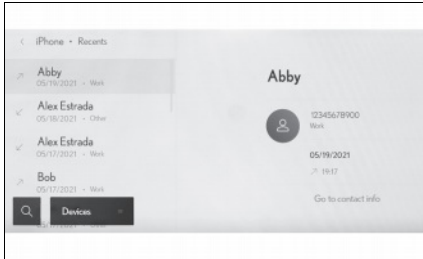 iPhone • Recents
Abby
05/19/2021 • Work
Alex Estrada
05/18/2021 • Other
Alex Estrada
05/17/2021 • Work
Bob
05/17/2021 • Work
Devices
Abby
12345678900
Work
05/19/2021
19:17
Go to contact info